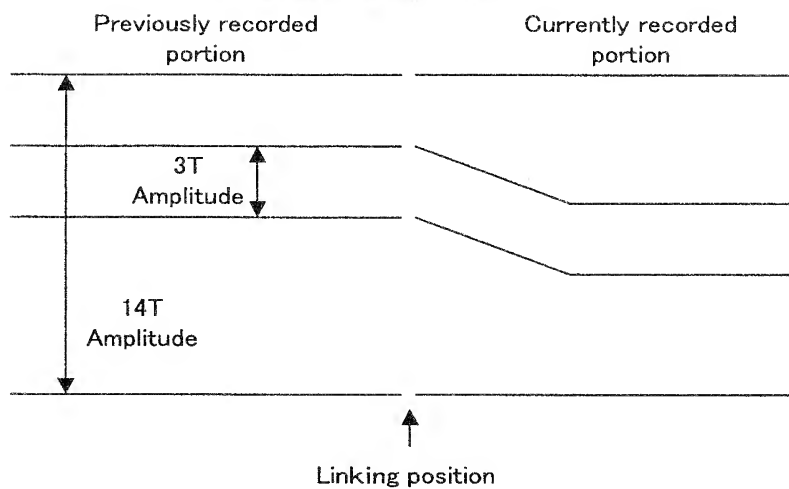 Previously recorded
portion
Currently recorded
portion
3T
Amplitude
14T
Amplitude
Linking position